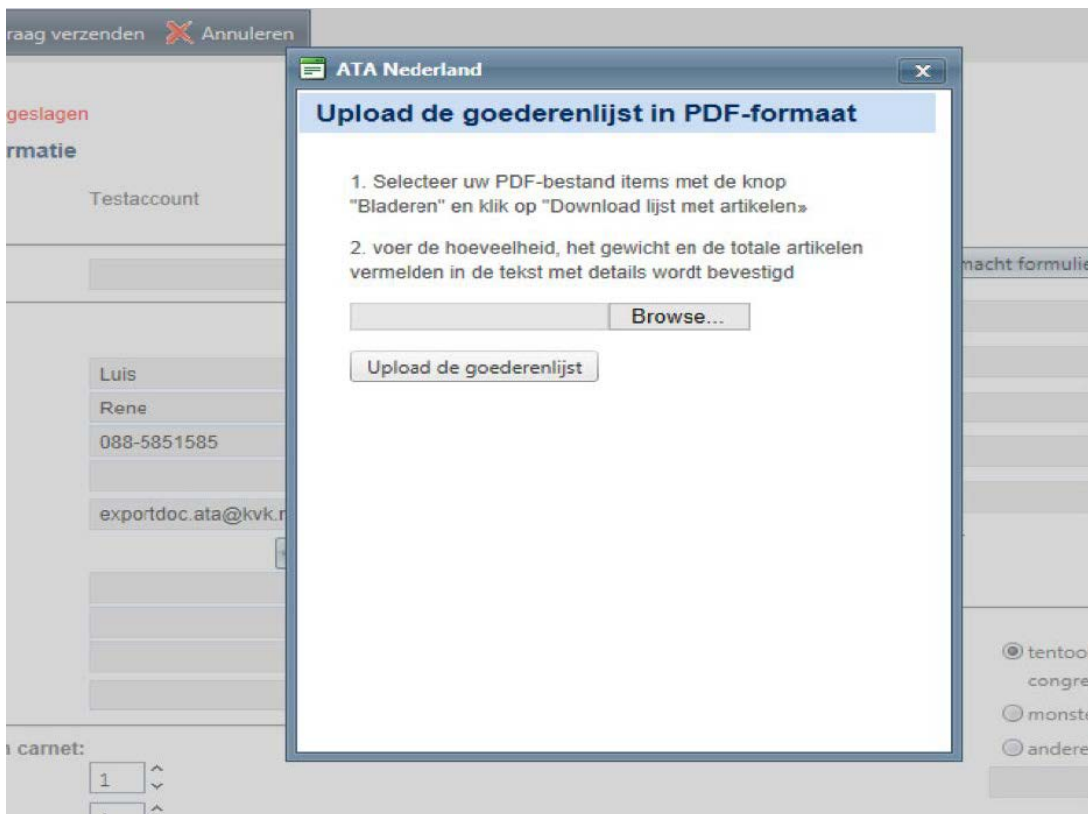 raag verzenden Annuleren
ATA Nederland
x
Upload de goederenlijst in PDF-formaat
geslagen
rmatie
1. Selecteer uw PDF-bestand items met de knop
"Bladeren" en klik op "Download lijst met artikelen»
Testaccount
2. voer de hoeveelheid, het gewicht en de totale artikelen
vermelden in de tekst met details wordt bevestigd
macht formulie
Browse...
Upload de goederenlijst
Luis
Rene
088-5851585
exportdoc.ata@kvk.n
tentoo
congre
monste
andere
n carnet:
1